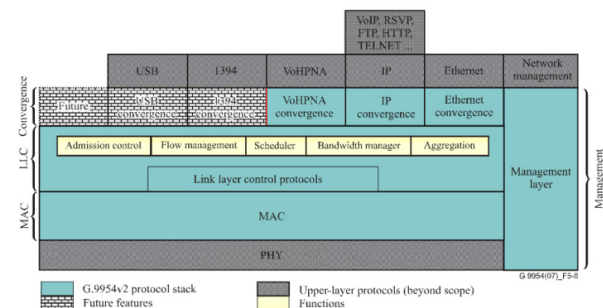 VoIP, RSVP,
FTP, HTTP,
TELNET ...
USB
1394
VoHPNA
IP
Ethernet
Network
management
Convergence
Future
USB
convergence
1394
convergence
VoHPNA
convergence
IP
convergence
Ethernet
convergence
LLC
Admission control
Flow management
Scheduler
Bandwidth manager
Aggregation
Link layer control protocols
Management
layer
Management
MAC
MAC
PHY
G.9954(07)_F5-8
G.9954v2 protocol stack
Upper-layer protocols (beyond scope)
Future features
Functions